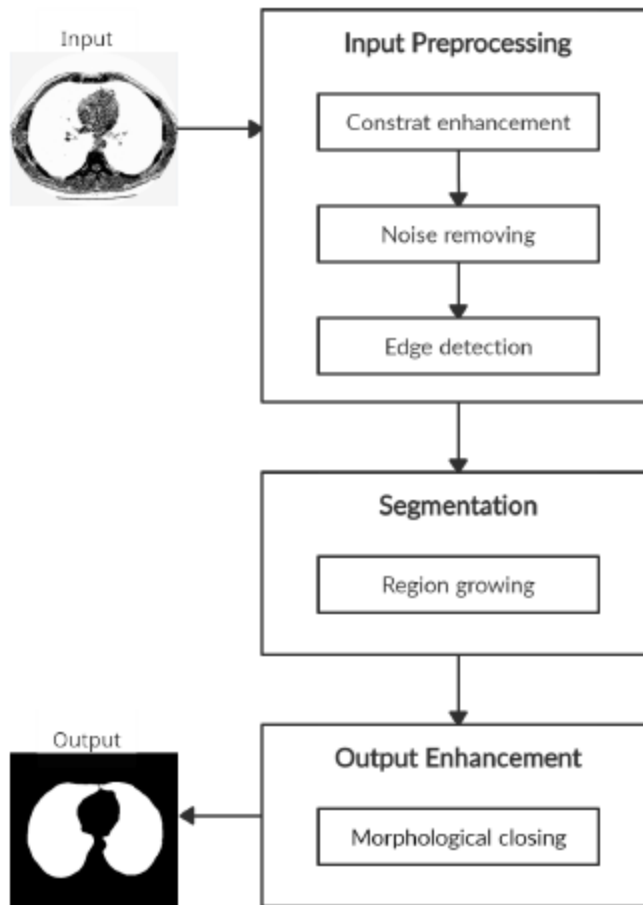 Input
Input Preprocessing
Constrat enhancement
Noise removing
Edge detection
Segmentation
Region growing
Output
Output Enhancement
Morphological closing